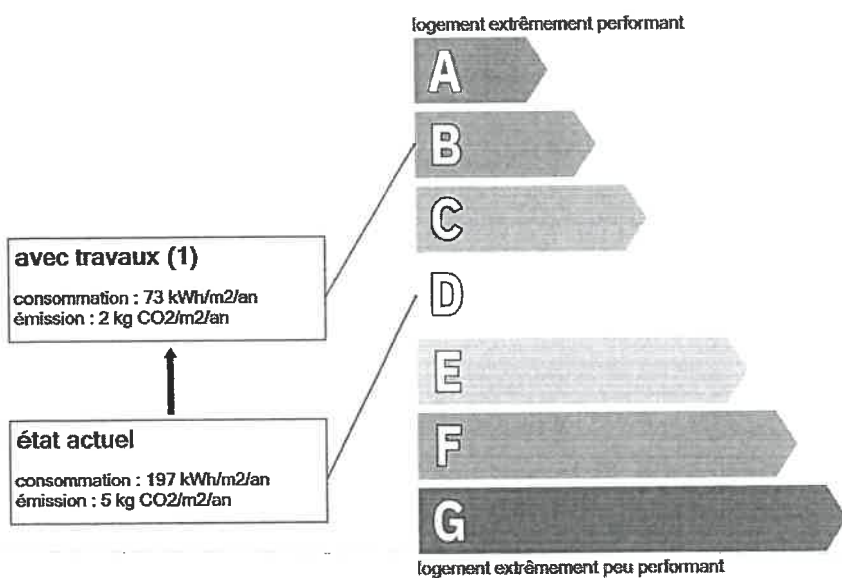 logement extrêmement performant
A
B
C
avec travaux (1)
consommation : 73 kWh/m2/an
émission : 2 kg CO2/m2/an
D
E
état actuel
consommation : 197 kWh/m2/an
émission : 5 kg CO2/m2/an
F
G
logement extrêmement peu performant